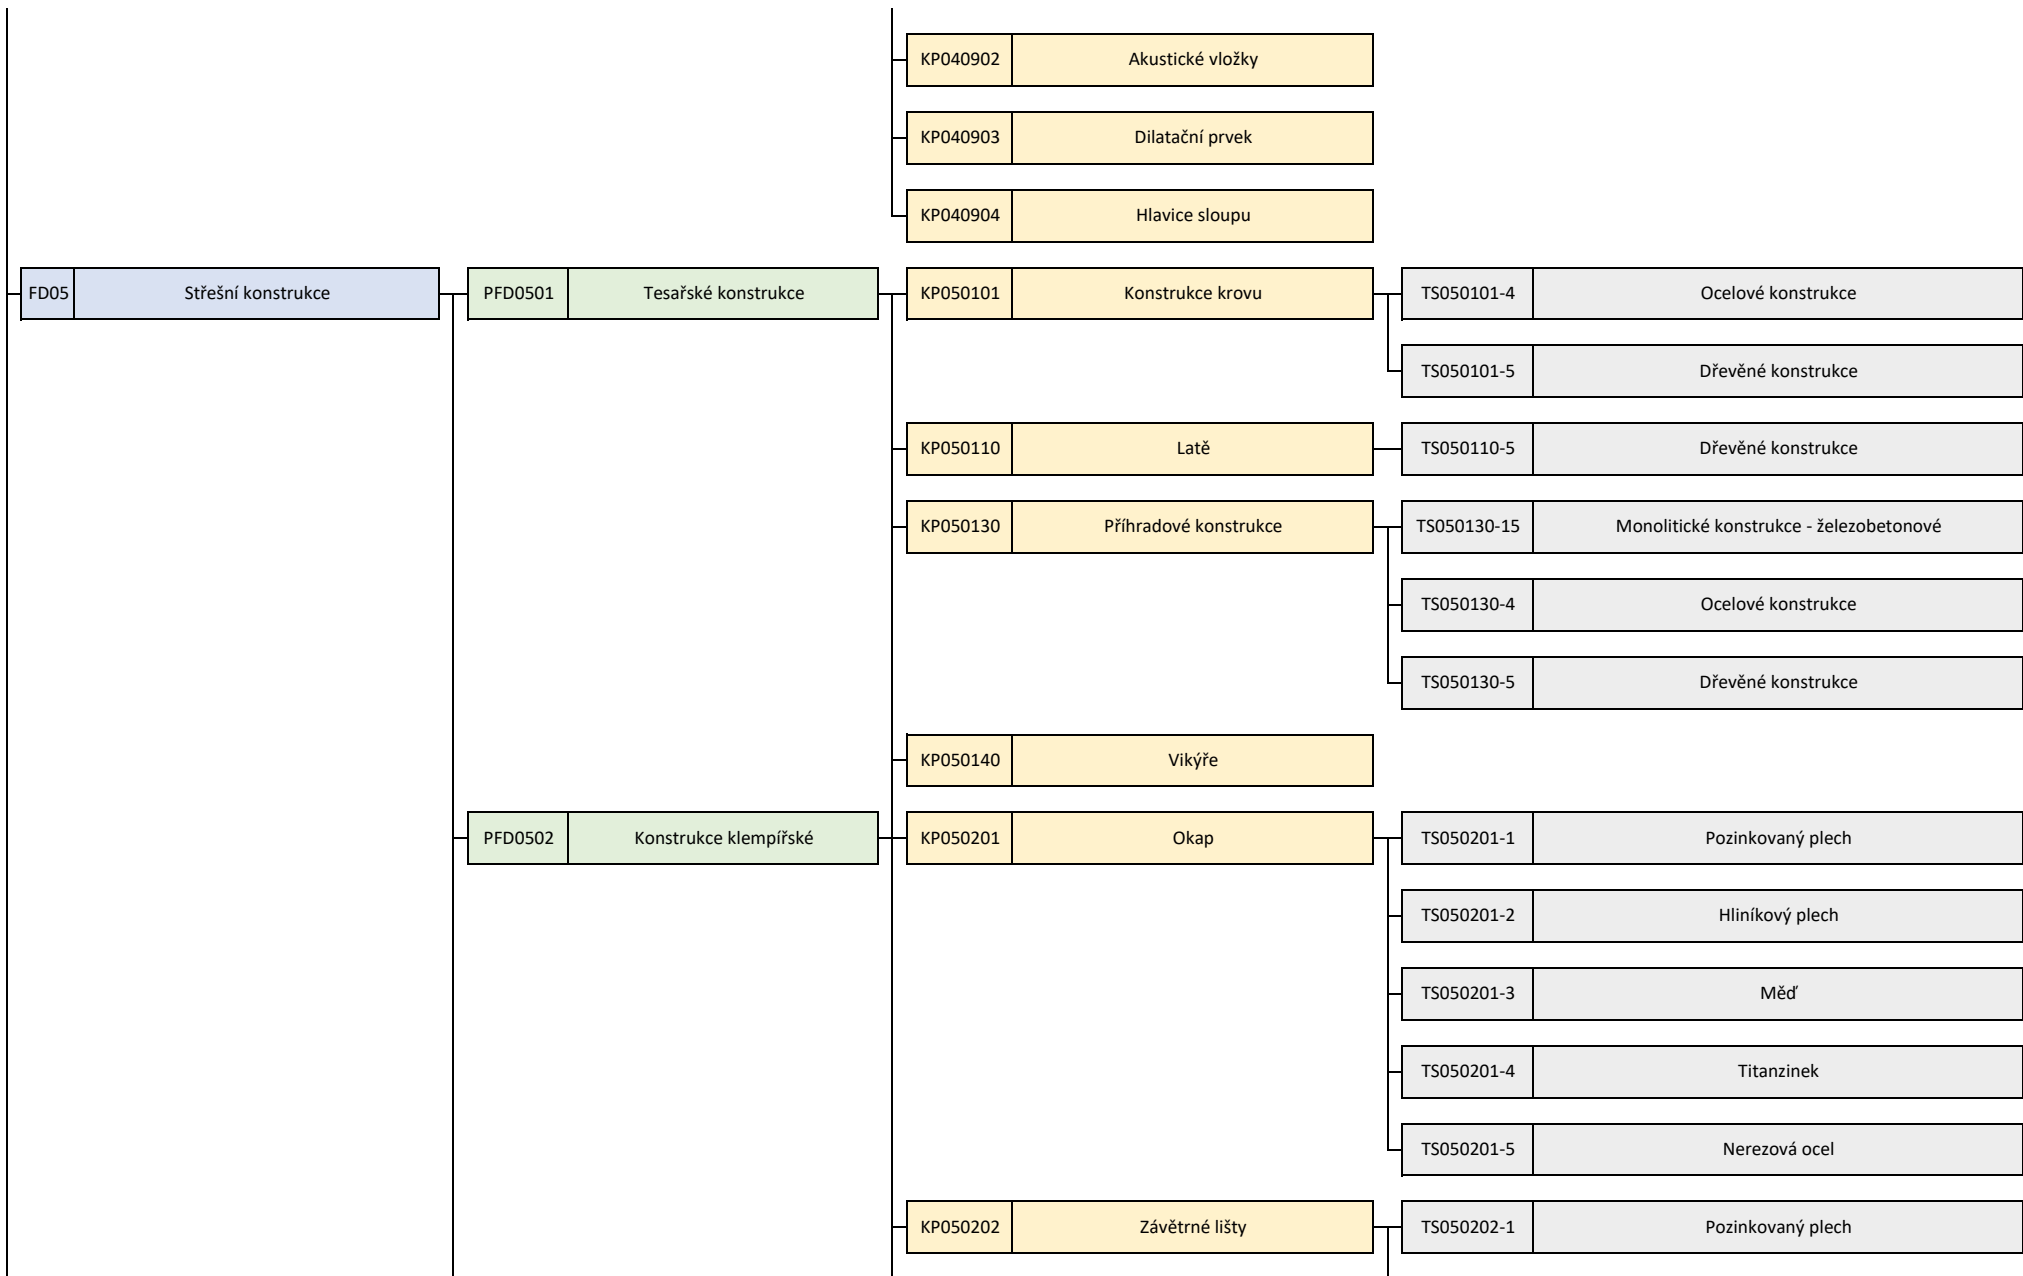 KP040902 Akustické vložky
KP040903 Dilatační prvek
KP040904 Hlavice sloupu
FD05 Střešní konstrukce PFD0501 Tesařské konstrukce KP050101 Konstrukce krovu TS050101-4 Ocelové konstrukce
TS050101-5 Dřevěné konstrukce
KP050110 Latě TS050110-5 Dřevěné konstrukce
KP050130 Příhradové konstrukce TS050130-15 Monolitické konstrukce - železobetonové
TS050130-4 Ocelové konstrukce
TS050130-5 Dřevěné konstrukce
KP050140 Vikýře
PFD0502 Konstrukce klempířské KP050201 Okap TS050201-1 Pozinkovaný plech
TS050201-2 Hliníkový plech
TS050201-3 Měď
TS050201-4 Titanzinek
TS050201-5 Nerezová ocel
KP050202 Závětrné lišty TS050202-1 Pozinkovaný plech